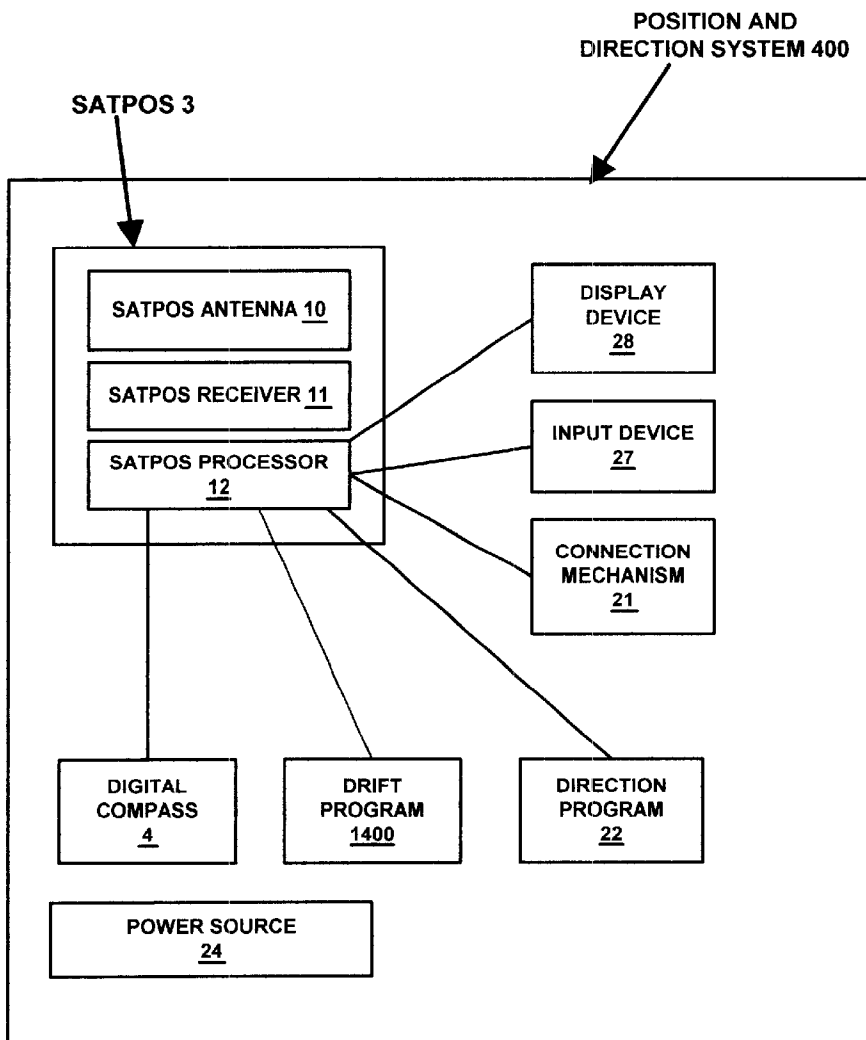 POSITION AND
DIRECTION SYSTEM 400
SATPOS 3
SATPOS ANTENNA 10
SATPOS RECEIVER 11
SATPOS PROCESSOR
12
DISPLAY
DEVICE
28
INPUT DEVICE
27
CONNECTION
MECHANISM
21
DIGITAL
COMPASS
4
DRIFT
PROGRAM
1400
DIRECTION
PROGRAM
22
POWER SOURCE
24